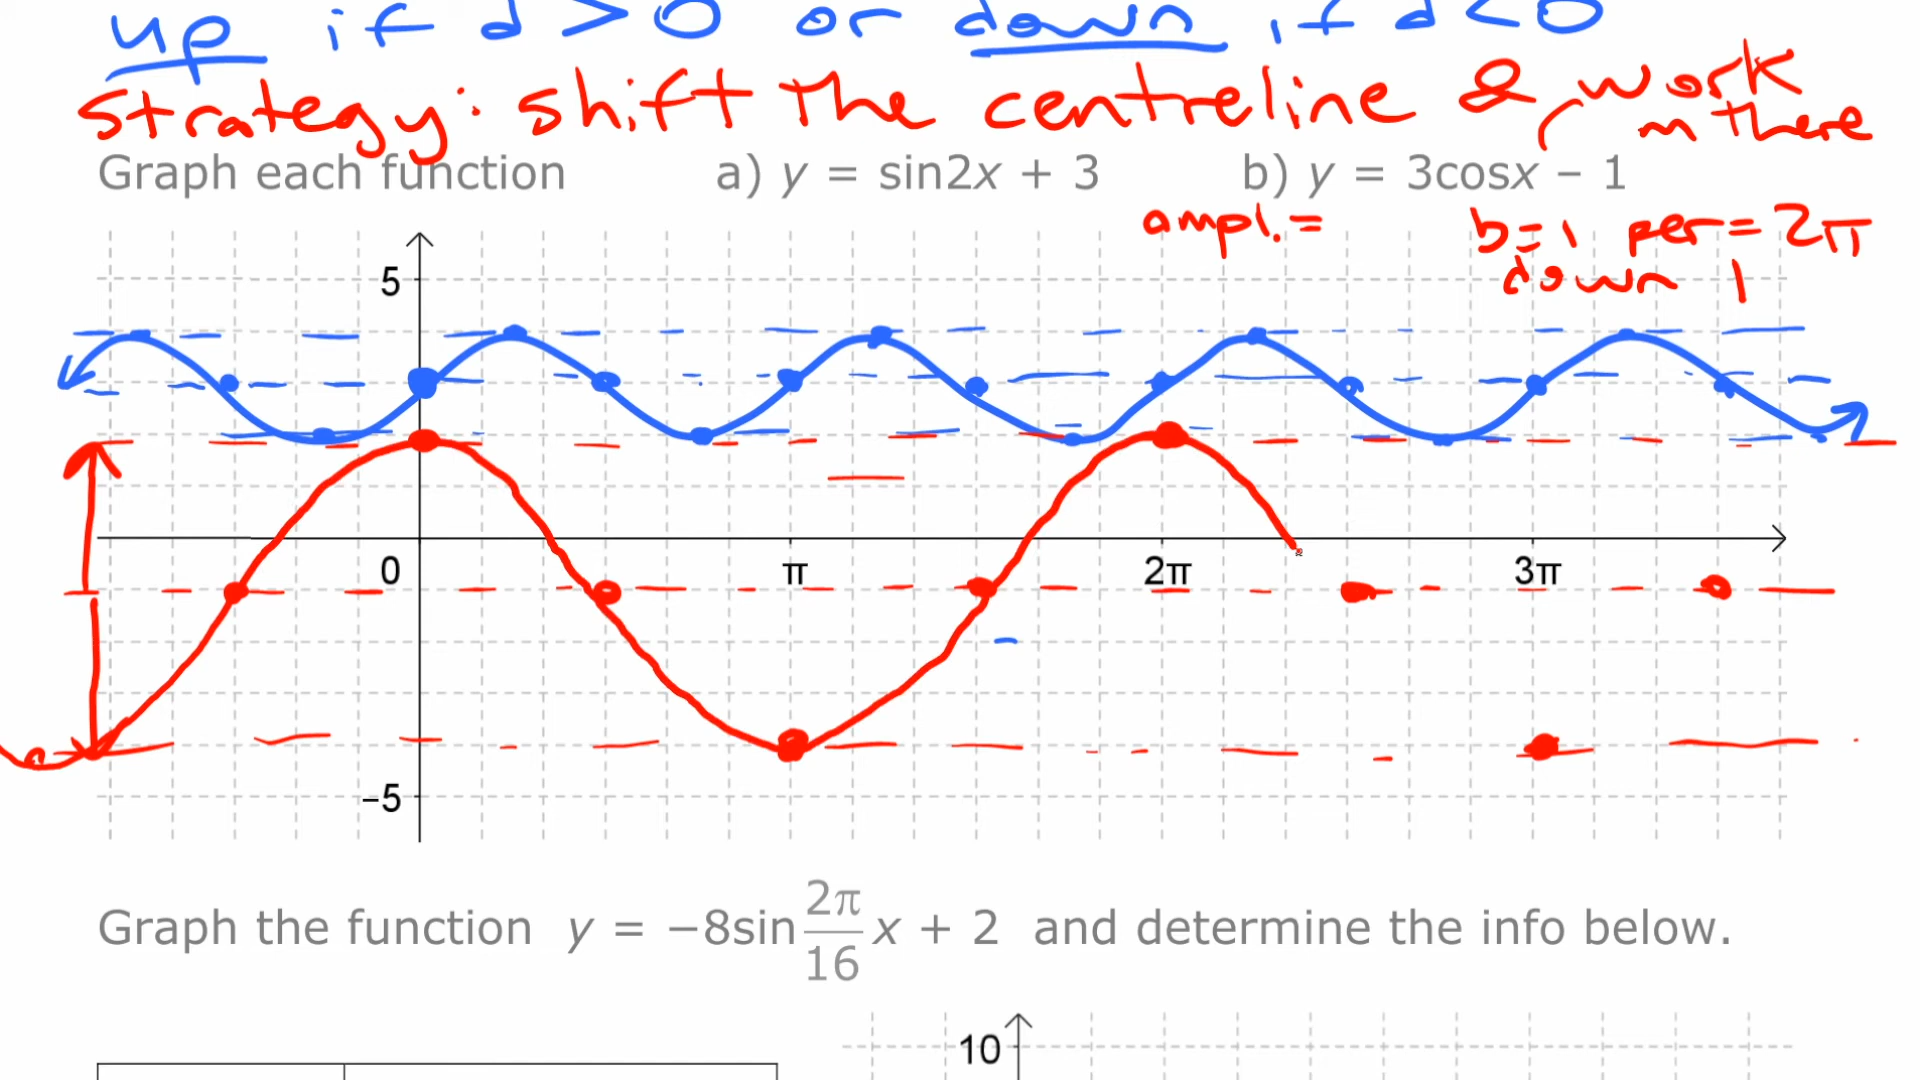 up if d > 0 or down if d < 0
strategy: shift the centreline & work
in there
Graph each function a) y = sin2x + 3 b) y = 3cosx – 1
ampl. = b = 1 per = 2π
down 1
5
0 π 2π 3π
−5
Graph the function y = −8sin 2π/16 x + 2 and determine the info below.
10